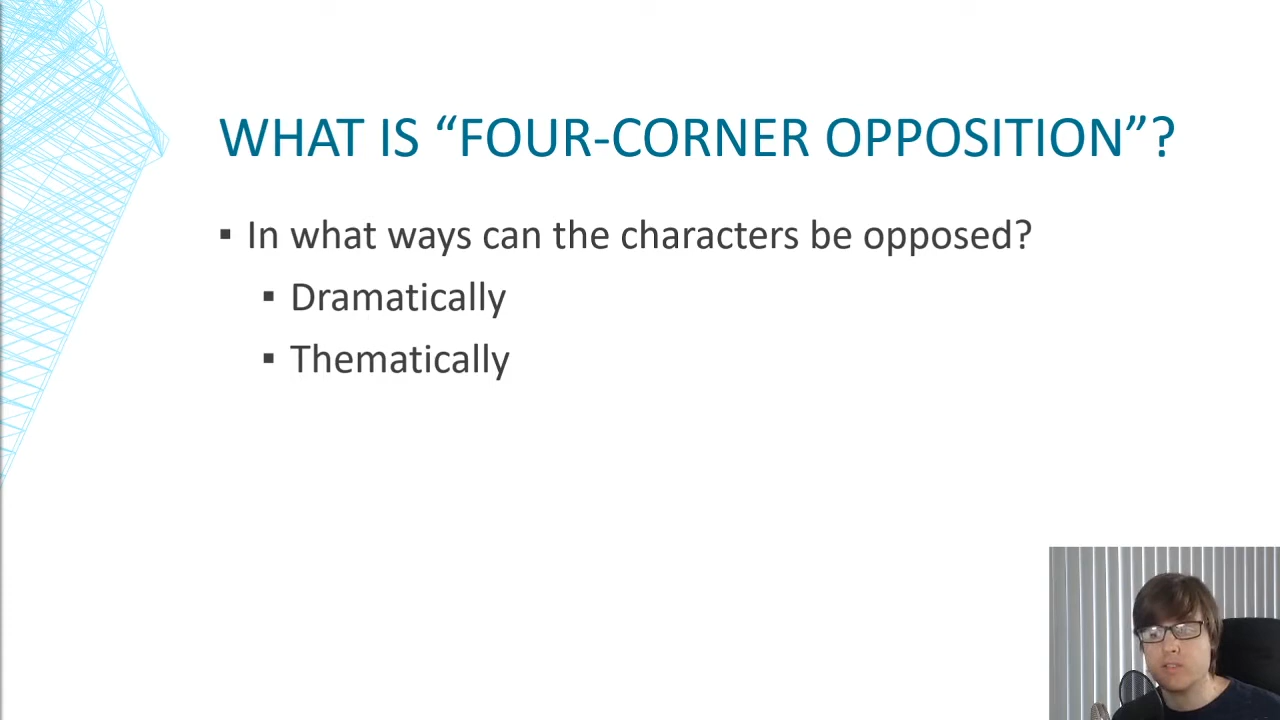 WHAT IS “FOUR-CORNER OPPOSITION”?
▪ In what ways can the characters be opposed?
▪ Dramatically
▪ Thematically